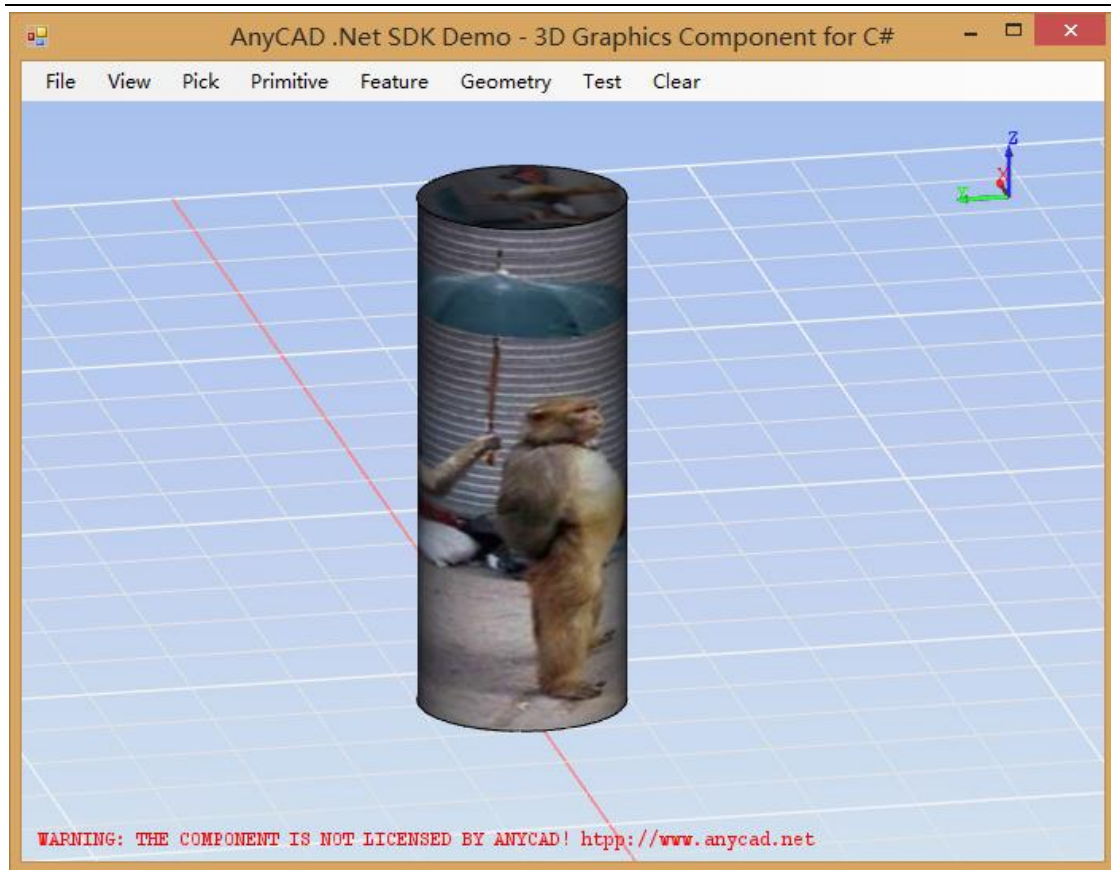 AnyCAD .Net SDK Demo - 3D Graphics Component for C#
File View Pick Primitive Feature Geometry Test Clear
Z
WARNING: THE COMPONENT IS NOT LICENSED BY ANYCAD! htpp://www.anycad.net